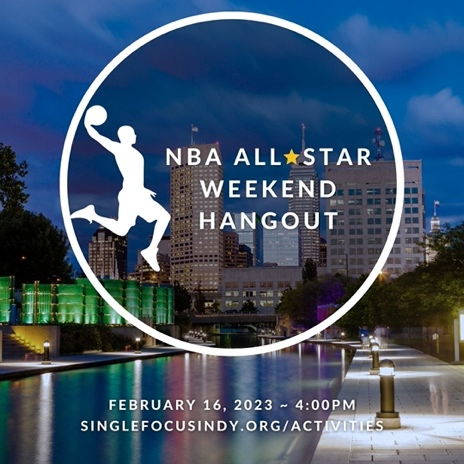 NBA ALL★STAR
WEEKEND
HANGOUT
FEBRUARY 16, 2023 ~ 4:00PM
SINGLEFOCUSINDY.ORG/ACTIVITIES